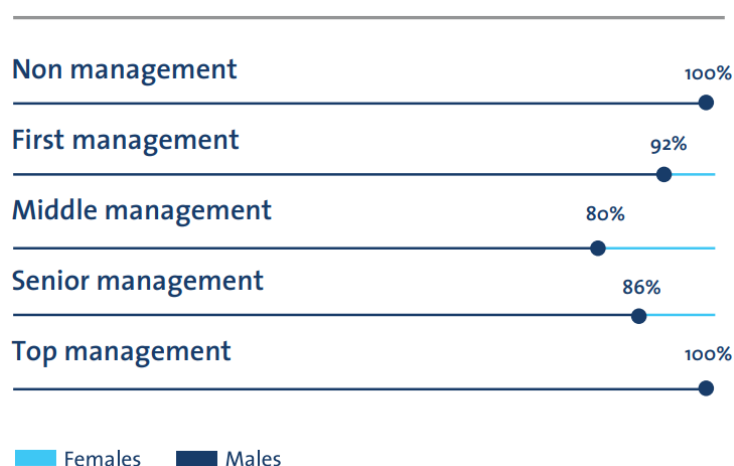 Non management
100%
First management
92%
Middle management
80%
Senior management
86%
Top management
100%
Females Males